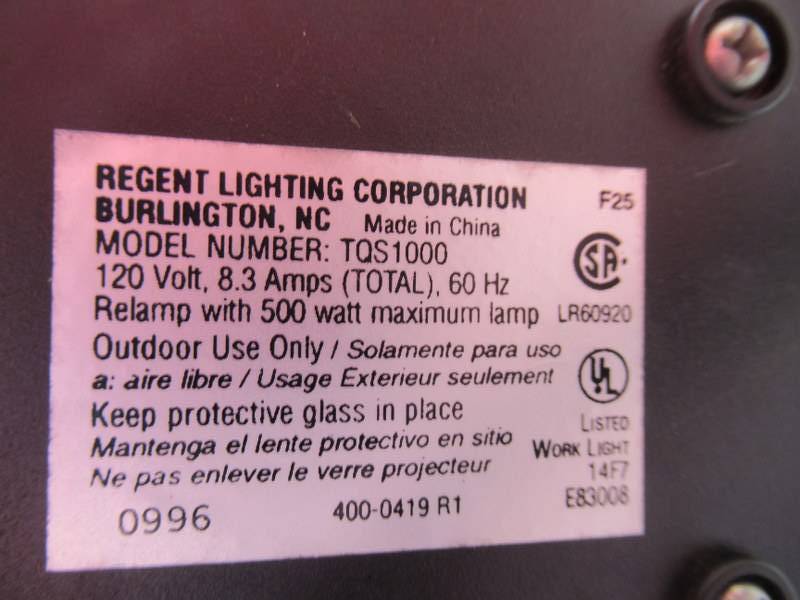 REGENT LIGHTING CORPORATION F25
BURLINGTON, NC Made in China
MODEL NUMBER: TQS1000
SA
120 Volt, 8.3 Amps (TOTAL), 60 Hz
Relamp with 500 watt maximum lamp LR60920
Outdoor Use Only / Solamente para uso
a: aire libre / Usage Exterieur seulement
UL
Keep protective glass in place LISTED
Mantenga el lente protectivo en sitio WORK LIGHT
Ne pas enlever le verre projecteur 14F7
0996 400-0419 R1 E83008